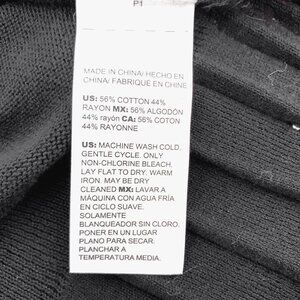 P1
MADE IN CHINA/ HECHO EN
CHINA/ FABRIQUE EN CHINE
US: 56% COTTON 44%
RAYON MX: 56% ALGODÓN
44% rayón CA: 56% COTON
44% RAYONNE
US: MACHINE WASH COLD,
GENTLE CYCLE. ONLY
NON-CHLORINE BLEACH,
LAY FLAT TO DRY. WARM
IRON. MAY BE DRY
CLEANED MX: LAVAR A
MÁQUINA CON AGUA FRÍA
EN CICLO SUAVE.
SOLAMENTE
BLANQUEADOR SIN CLORO.
PONER EN UN LUGAR
PLANO PARA SECAR.
PLANCHAR A
TEMPERATURA MEDIA.